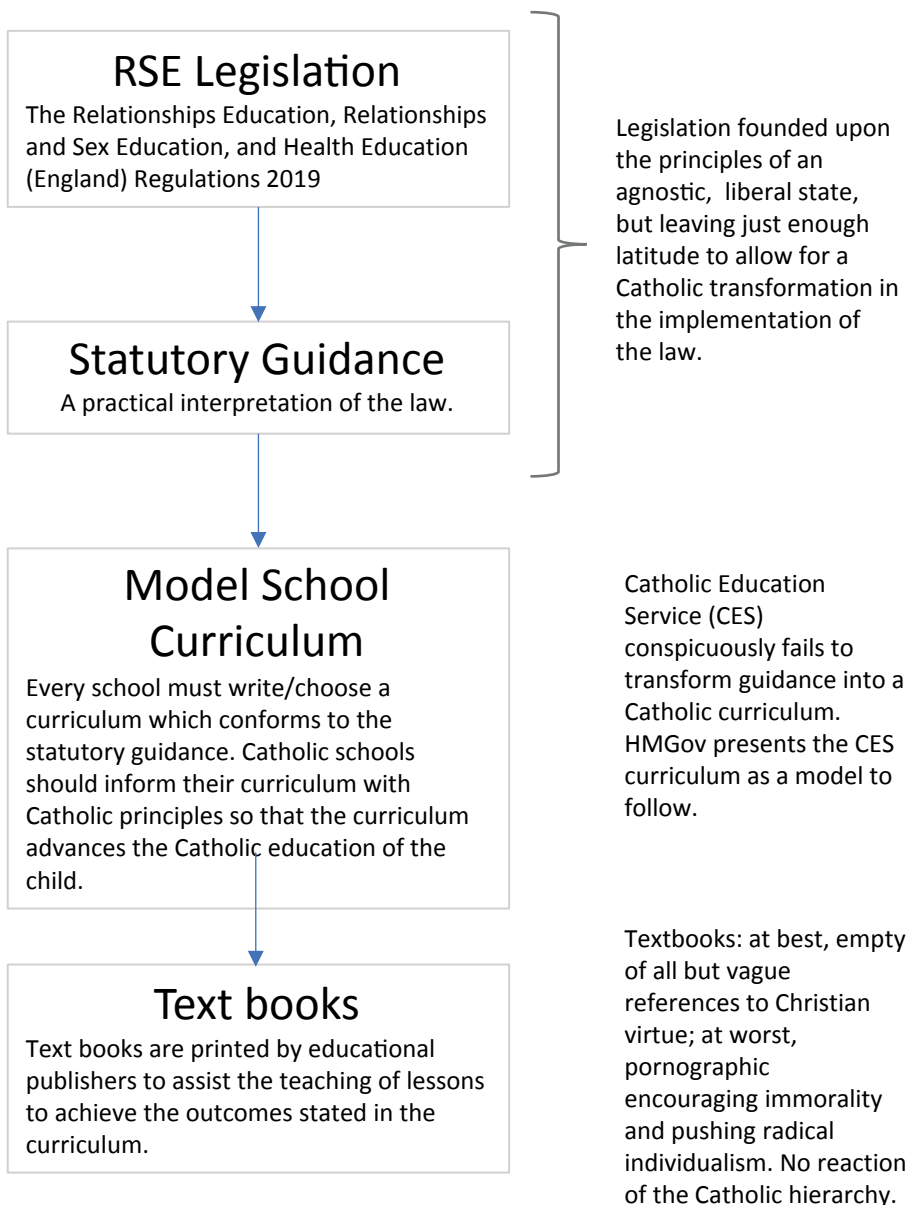 RSE Legislation
The Relationships Education, Relationships
and Sex Education, and Health Education
(England) Regulations 2019
Legislation founded upon
the principles of an
agnostic, liberal state,
but leaving just enough
latitude to allow for a
Catholic transformation in
the implementation of
the law.
Statutory Guidance
A practical interpretation of the law.
Model School
Curriculum
Every school must write/choose a
curriculum which conforms to the
statutory guidance. Catholic schools
should inform their curriculum with
Catholic principles so that the curriculum
advances the Catholic education of the
child.
Catholic Education
Service (CES)
conspicuously fails to
transform guidance into a
Catholic curriculum.
HMGov presents the CES
curriculum as a model to
follow.
Text books
Text books are printed by educational
publishers to assist the teaching of lessons
to achieve the outcomes stated in the
curriculum.
Textbooks: at best, empty
of all but vague
references to Christian
virtue; at worst,
pornographic
encouraging immorality
and pushing radical
individualism. No reaction
of the Catholic hierarchy.